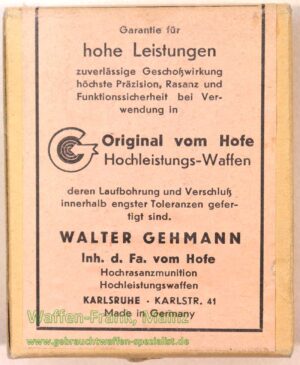 Garantie für
hohe Leistungen
zuverlässige Geschoßwirkung
höchste Präzision, Rasanz und
Funktionssicherheit bei Ver-
wendung in
Original vom Hofe
Hochleistungs-Waffen
deren Laufbohrung und Verschluß
innerhalb engster Toleranzen gefer-
tigt sind.
WALTER GEHMANN
Inh. d. Fa. vom Hofe
Hochrasanzmunition
Hochleistungswaffen
KARLSRUHE · KARLSTR. 41
Made in Germany
Waffen-Frank, Mainz
www.gebrauchtwaffen-spezialist.de